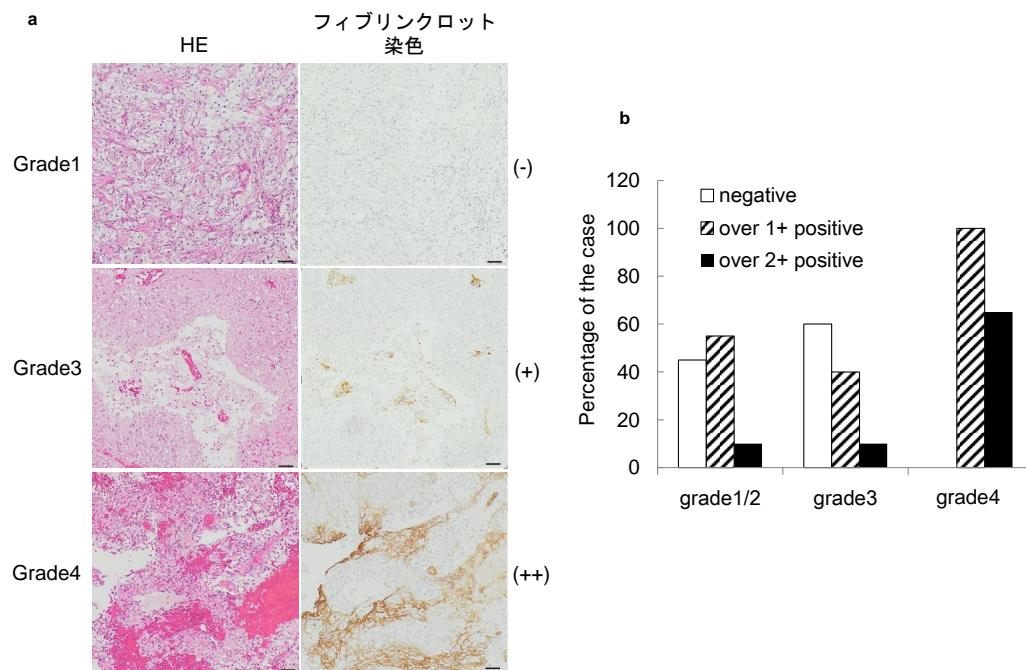 a
HE
フィブリンクロット
染色
Grade1
(-)
Grade3
(+)
Grade4
(++)
b
120
100
80
60
40
20
0
Percentage of the case
negative
over 1+ positive
over 2+ positive
grade1/2
grade3
grade4